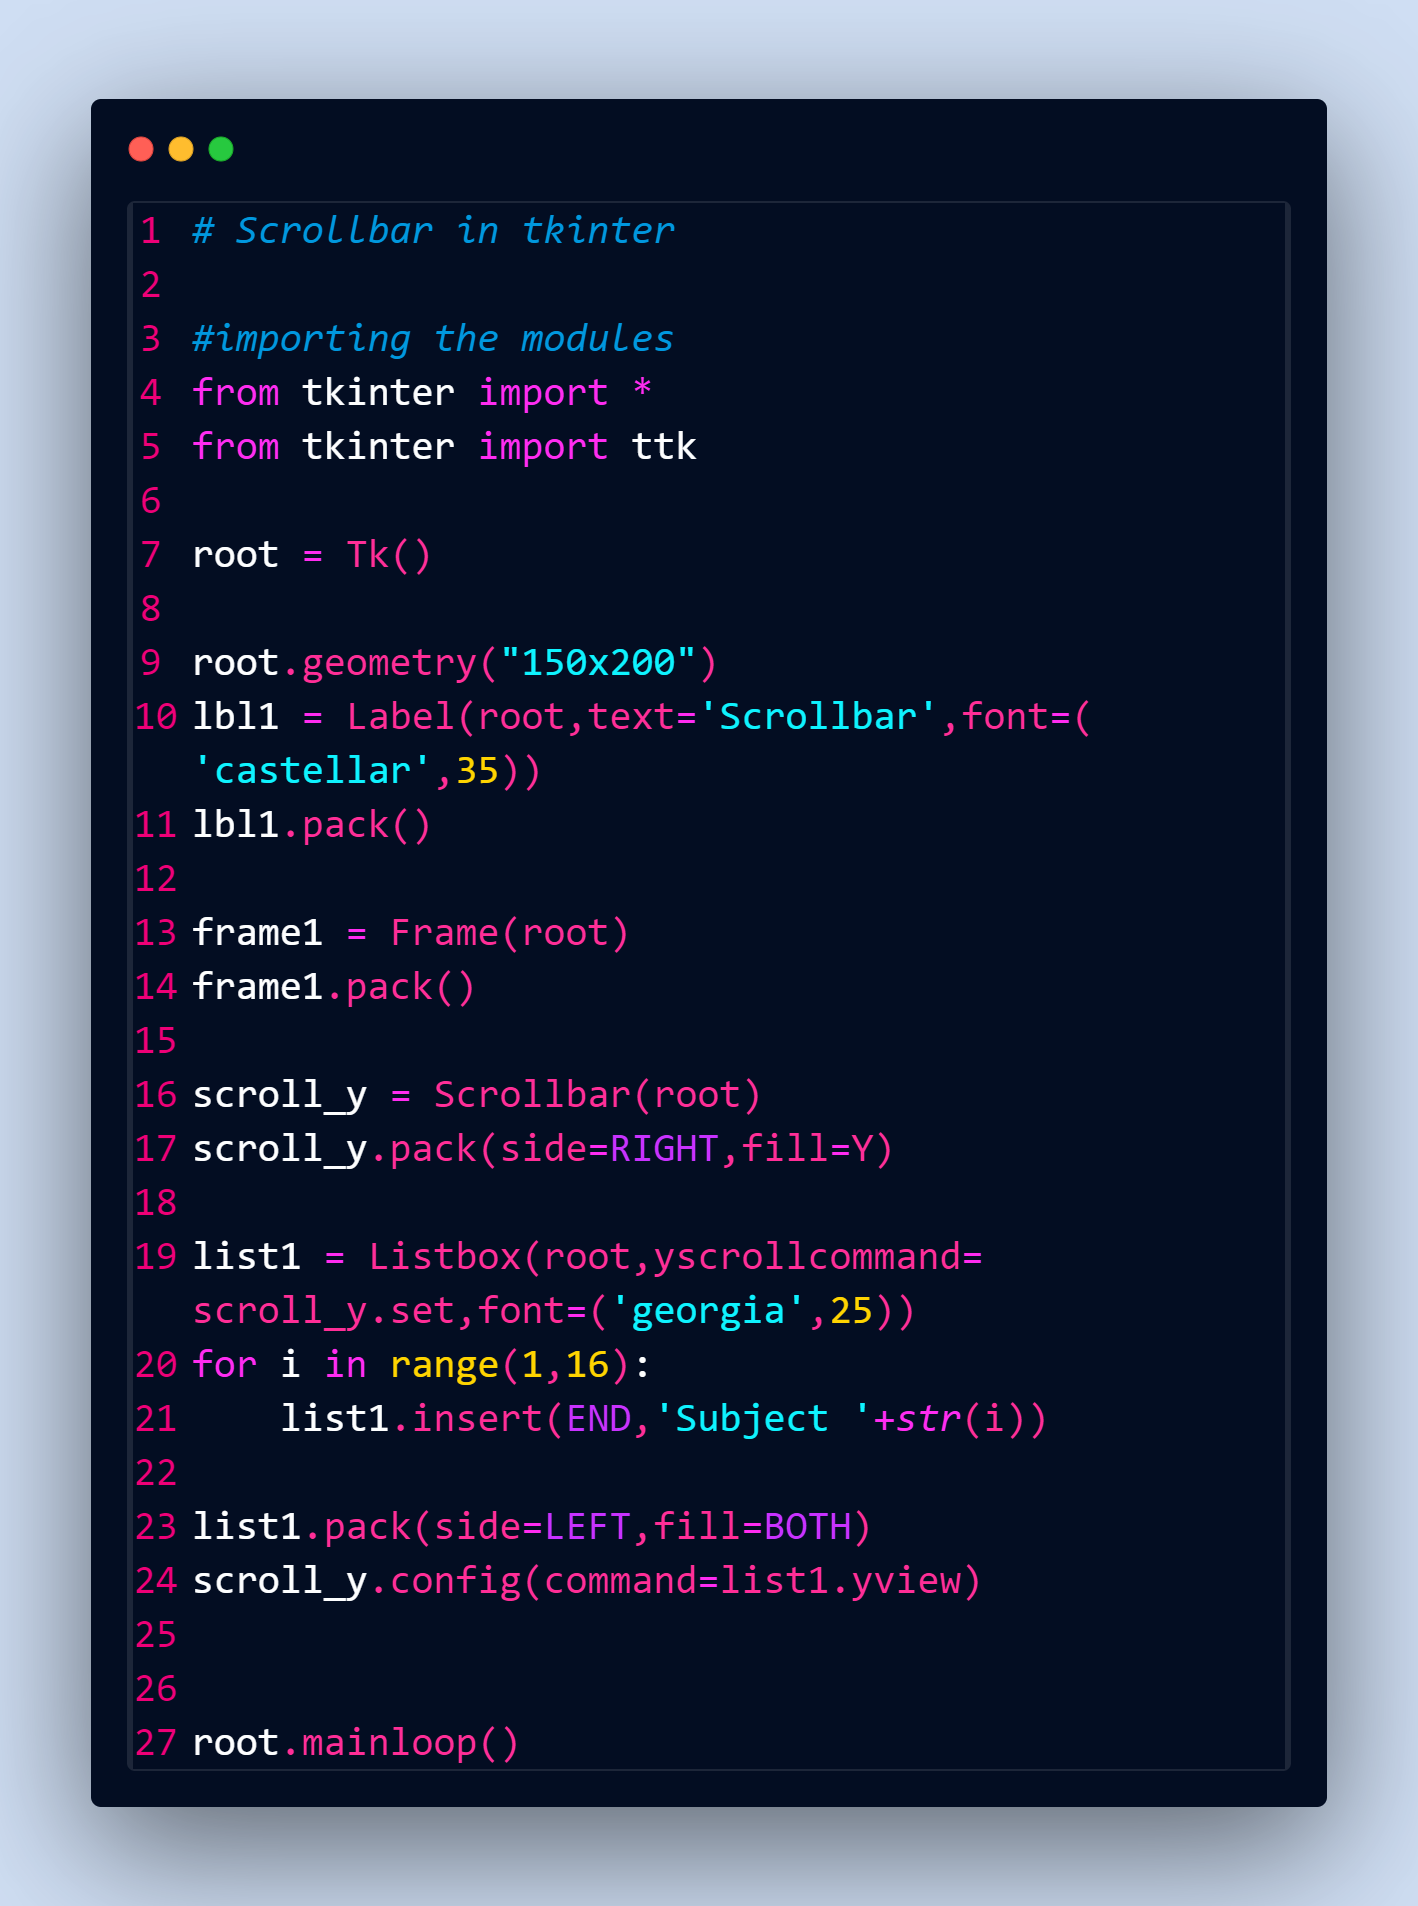 1 # Scrollbar in tkinter
2
3 #importing the modules
4 from tkinter import *
5 from tkinter import ttk
6
7 root = Tk()
8
9 root.geometry("150x200")
10 lbl1 = Label(root,text='Scrollbar',font=(
'castellar',35))
11 lbl1.pack()
12
13 frame1 = Frame(root)
14 frame1.pack()
15
16 scroll_y = Scrollbar(root)
17 scroll_y.pack(side=RIGHT,fill=Y)
18
19 list1 = Listbox(root,yscrollcommand=
scroll_y.set,font=('georgia',25))
20 for i in range(1,16):
21     list1.insert(END,'Subject '+str(i))
22
23 list1.pack(side=LEFT,fill=BOTH)
24 scroll_y.config(command=list1.yview)
25
26
27 root.mainloop()